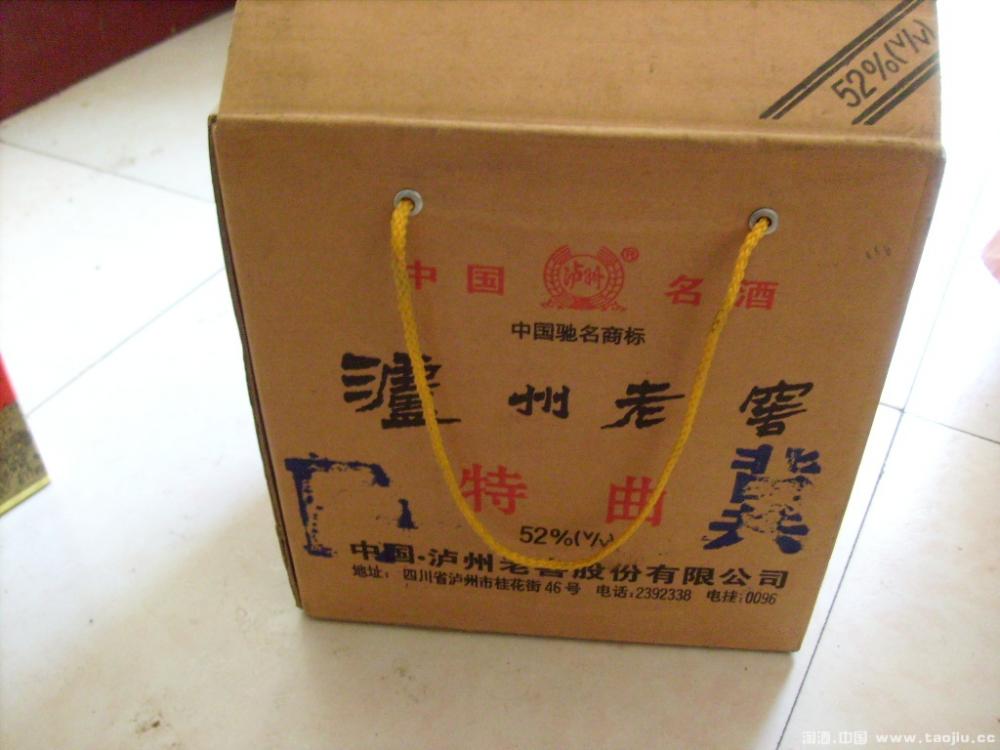 52%(V/V)
中国 泸州® 名酒
中国驰名商标
瀘州老窖
特曲
冀
52%(V/V)
中国·泸州老窖股份有限公司
地址：四川省泸州市桂花街46号 电话:2392338 电挂:0096
淘酒.中国 www.taojiu.cc